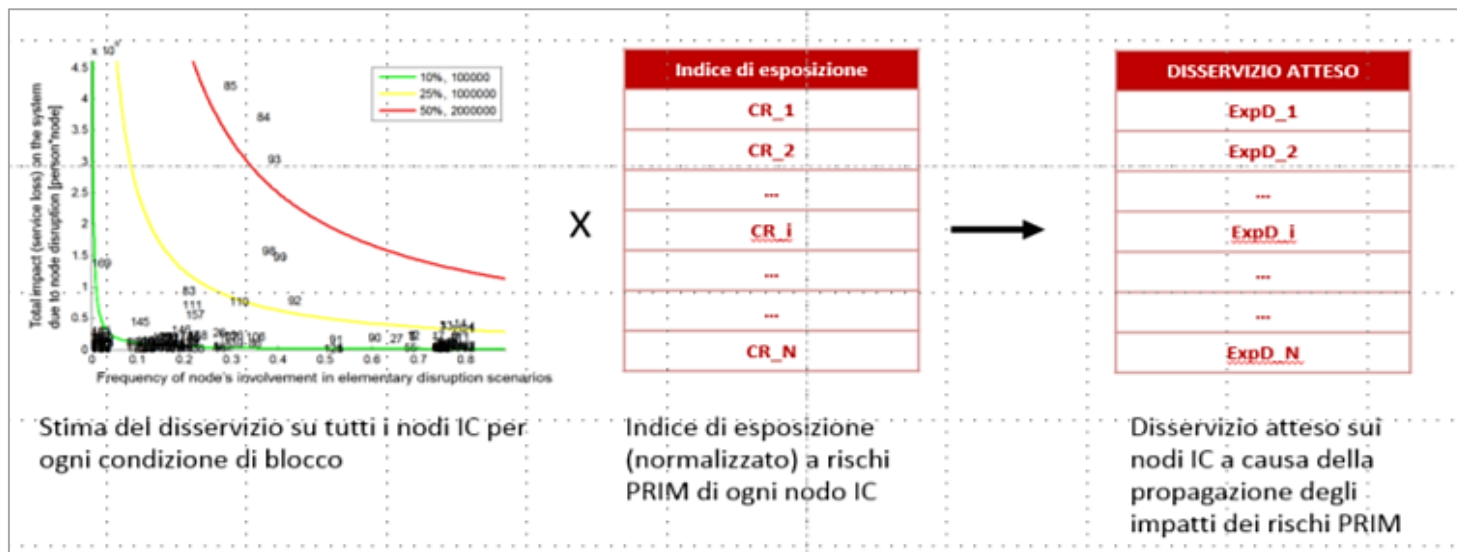 x 10
4.5
4
3.5
3
2.5
2
1.5
1
0.5
0
Total impact (service loss) on the system
due to node disruption [person*node]
10%, 100000
25%, 1000000
50%, 2000000
85
84
93
98
99
169
83
111
157
110
92
145
146
26
106
91
90
27
0 0.1 0.2 0.3 0.4 0.5 0.6 0.7 0.8
Frequency of node's involvement in elementary disruption scenarios
X
Indice di esposizione
CR_1
CR_2
...
CR_i
...
...
CR_N
DISSERVIZIO ATTESO
ExpD_1
ExpD_2
...
ExpD_i
...
...
ExpD_N
Stima del disservizio su tutti i nodi IC per
ogni condizione di blocco
Indice di esposizione
(normalizzato) a rischi
PRIM di ogni nodo IC
Disservizio atteso sui
nodi IC a causa della
propagazione degli
impatti dei rischi PRIM